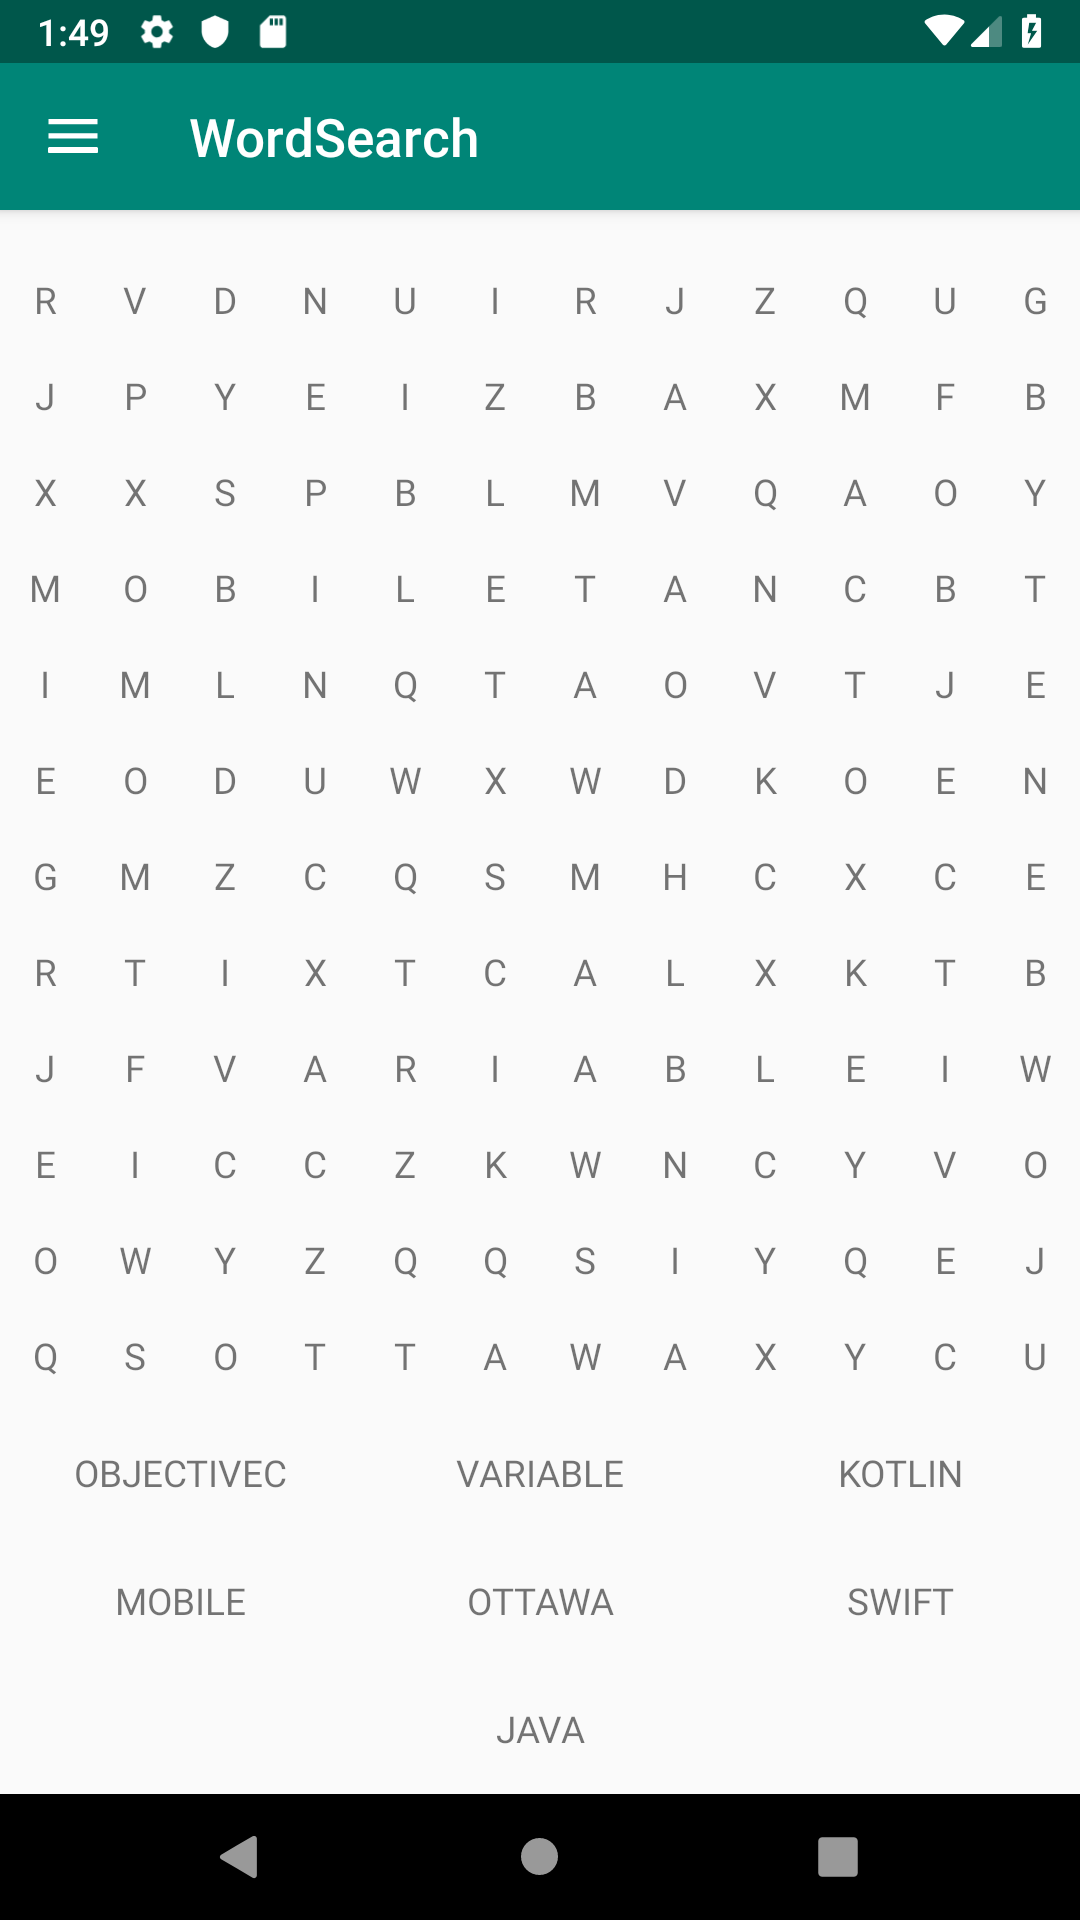 1:49
WordSearch
R V D N U I R J Z Q U G
J P Y E I Z B A X M F B
X X S P B L M V Q A O Y
M O B I L E T A N C B T
I M L N Q T A O V T J E
E O D U W X W D K O E N
G M Z C Q S M H C X C E
R T I X T C A L X K T B
J F V A R I A B L E I W
E I C C Z K W N C Y V O
O W Y Z Q Q S I Y Q E J
Q S O T T A W A X Y C U
OBJECTIVEC VARIABLE KOTLIN
MOBILE OTTAWA SWIFT
JAVA